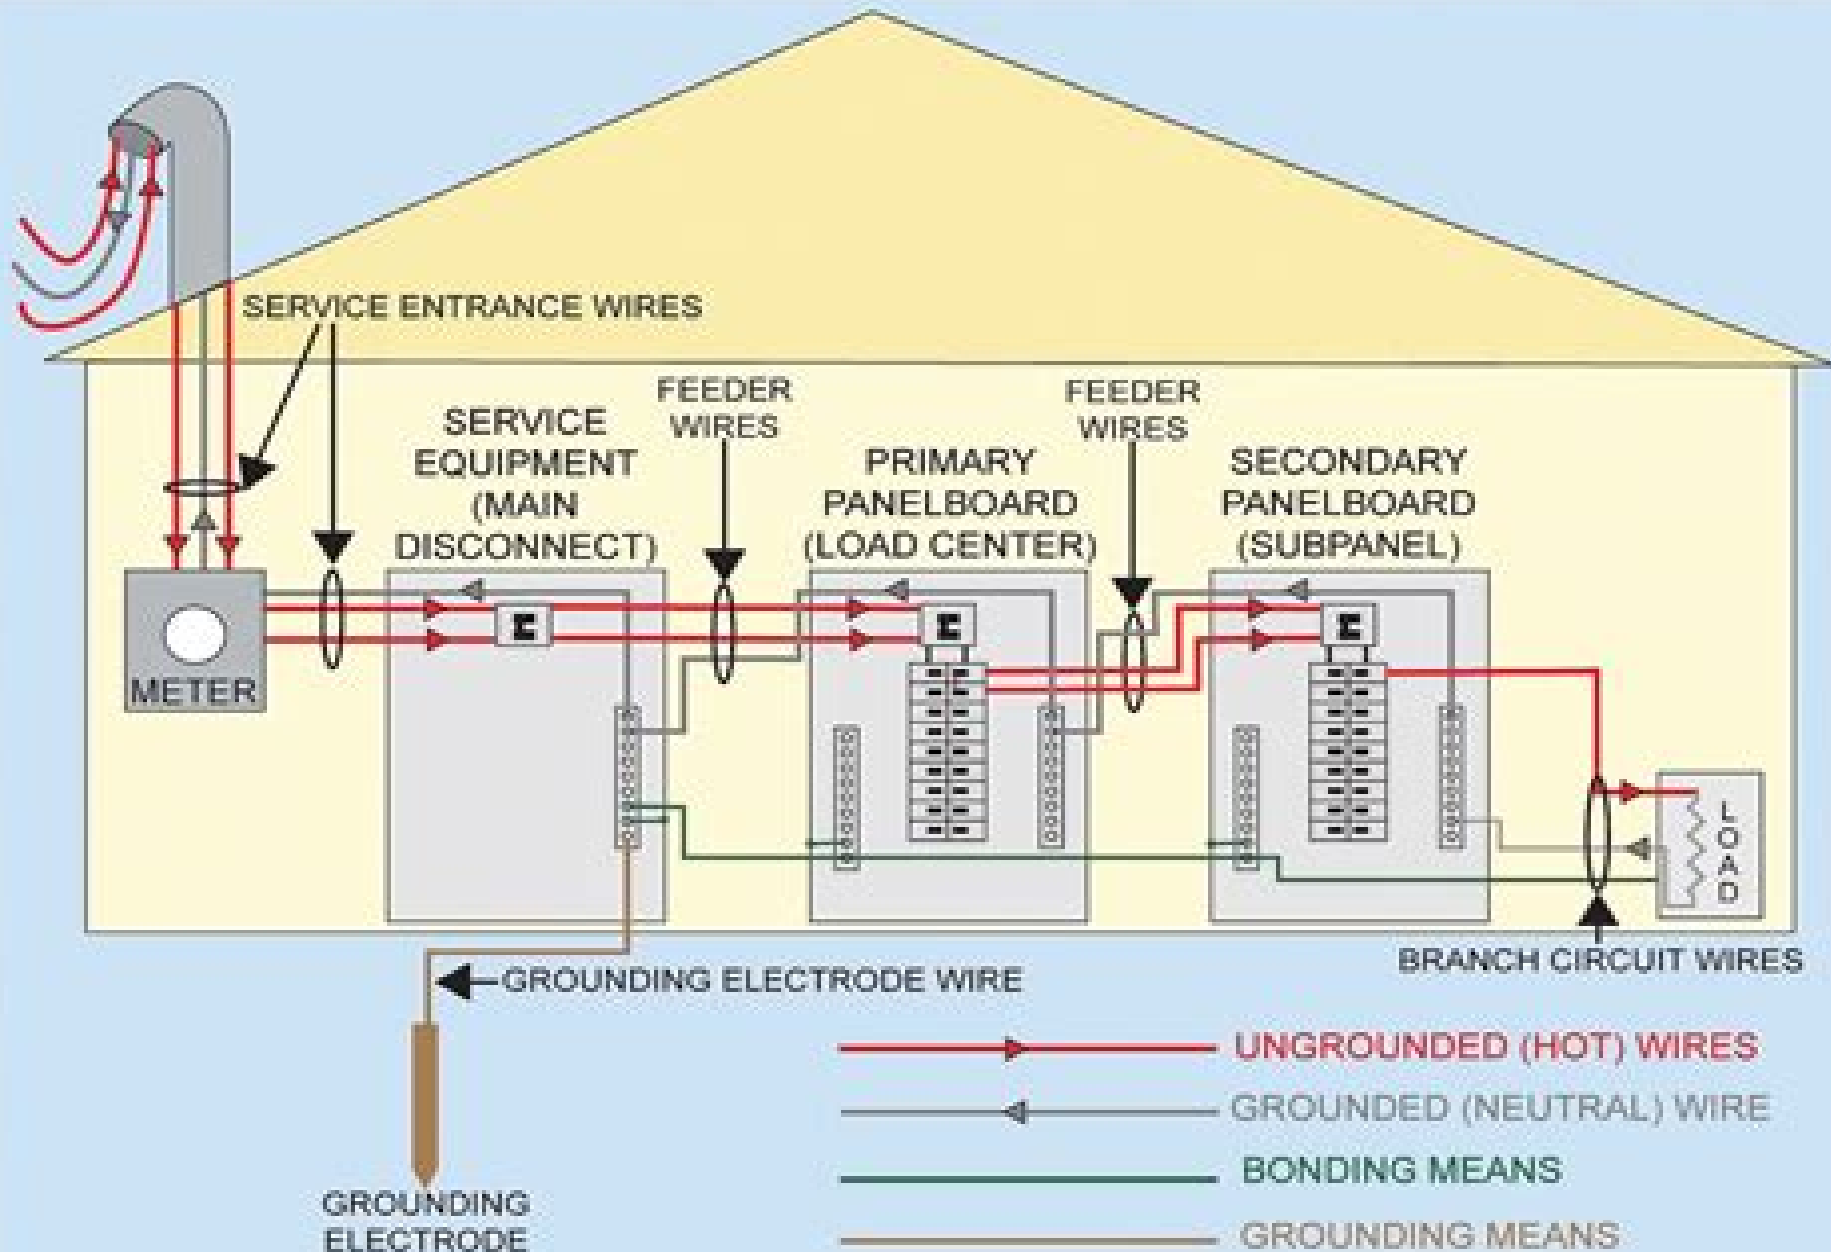 SERVICE ENTRANCE WIRES
FEEDER
WIRES
FEEDER
WIRES
SERVICE
EQUIPMENT
(MAIN
DISCONNECT)
PRIMARY
PANELBOARD
(LOAD CENTER)
SECONDARY
PANELBOARD
(SUBPANEL)
METER
LOAD
BRANCH CIRCUIT WIRES
GROUNDING ELECTRODE WIRE
GROUNDING
ELECTRODE
UNGROUNDED (HOT) WIRES
GROUNDED (NEUTRAL) WIRE
BONDING MEANS
GROUNDING MEANS